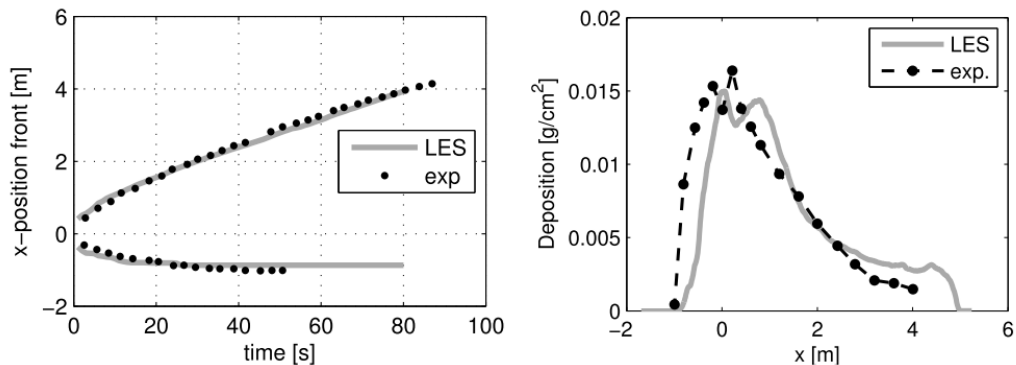 6
4
2
0
−2
0
20
40
60
80
100
x-position front [m]
time [s]
LES
exp
0.02
0.015
0.01
0.005
0
−2
0
2
4
6
Deposition [g/cm²]
x [m]
LES
exp.